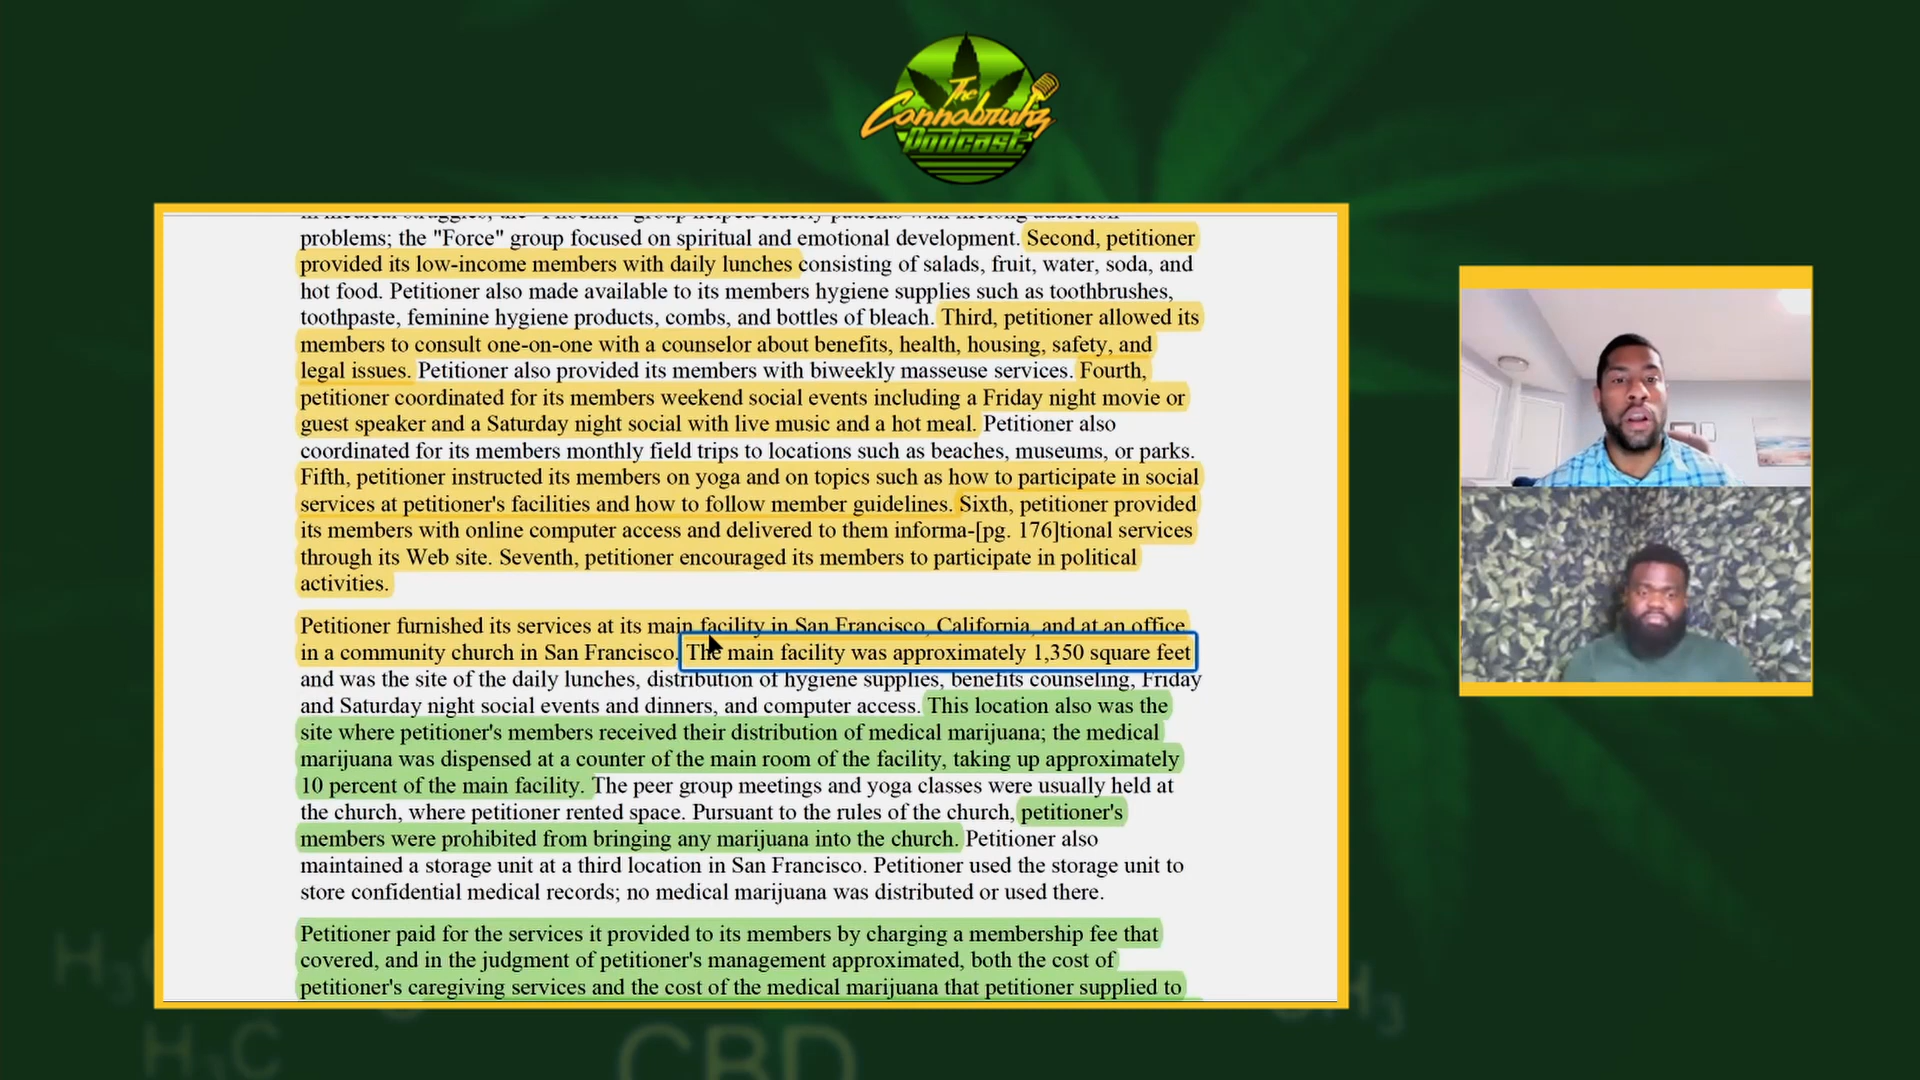 The
Cannabruhz
Podcast
problems; the "Force" group focused on spiritual and emotional development. Second, petitioner
provided its low-income members with daily lunches consisting of salads, fruit, water, soda, and
hot food. Petitioner also made available to its members hygiene supplies such as toothbrushes,
toothpaste, feminine hygiene products, combs, and bottles of bleach. Third, petitioner allowed its
members to consult one-on-one with a counselor about benefits, health, housing, safety, and
legal issues. Petitioner also provided its members with biweekly masseuse services. Fourth,
petitioner coordinated for its members weekend social events including a Friday night movie or
guest speaker and a Saturday night social with live music and a hot meal. Petitioner also
coordinated for its members monthly field trips to locations such as beaches, museums, or parks.
Fifth, petitioner instructed its members on yoga and on topics such as how to participate in social
services at petitioner's facilities and how to follow member guidelines. Sixth, petitioner provided
its members with online computer access and delivered to them informa-[pg. 176]tional services
through its Web site. Seventh, petitioner encouraged its members to participate in political
activities.
Petitioner furnished its services at its main facility in San Francisco, California, and at an office
in a community church in San Francisco. The main facility was approximately 1,350 square feet
and was the site of the daily lunches, distribution of hygiene supplies, benefits counseling, Friday
and Saturday night social events and dinners, and computer access. This location also was the
site where petitioner's members received their distribution of medical marijuana; the medical
marijuana was dispensed at a counter of the main room of the facility, taking up approximately
10 percent of the main facility. The peer group meetings and yoga classes were usually held at
the church, where petitioner rented space. Pursuant to the rules of the church, petitioner's
members were prohibited from bringing any marijuana into the church. Petitioner also
maintained a storage unit at a third location in San Francisco. Petitioner used the storage unit to
store confidential medical records; no medical marijuana was distributed or used there.
Petitioner paid for the services it provided to its members by charging a membership fee that
covered, and in the judgment of petitioner's management approximated, both the cost of
petitioner's caregiving services and the cost of the medical marijuana that petitioner supplied to
H₃C
CBD